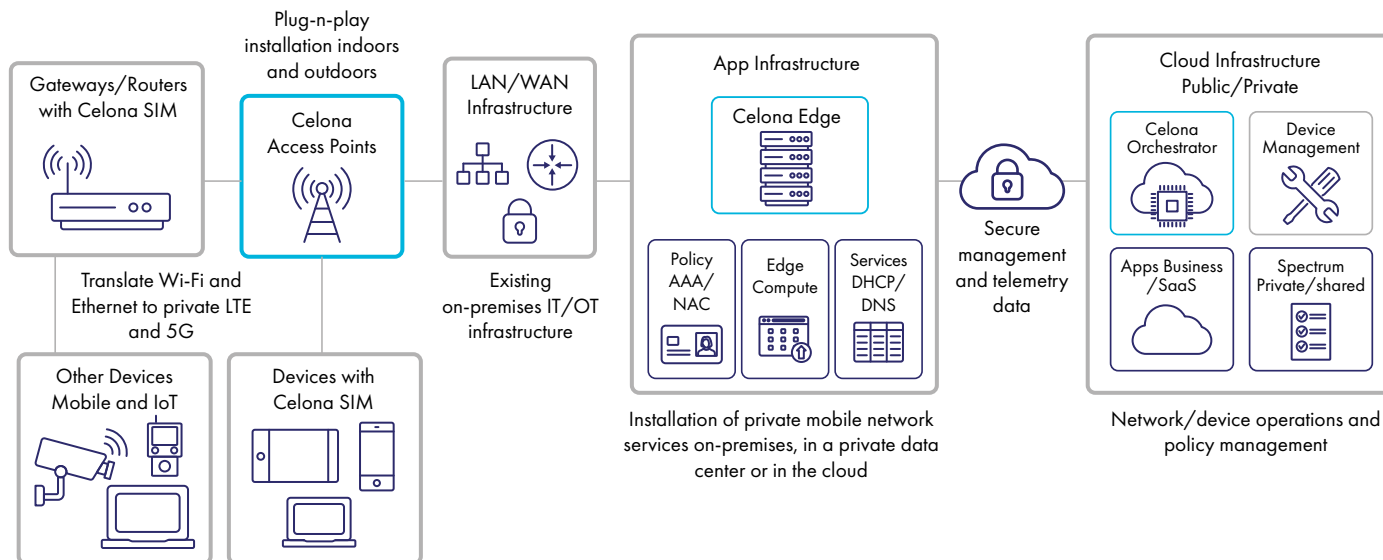 Plug-n-play
installation indoors
and outdoors
Gateways/Routers
with Celona SIM
Celona
Access Points
LAN/WAN
Infrastructure
App Infrastructure
Celona Edge
Cloud Infrastructure
Public/Private
Celona
Orchestrator
Device
Management
Secure
management
and telemetry
data
Translate Wi-Fi and
Ethernet to private LTE
and 5G
Existing
on-premises IT/OT
infrastructure
Policy
AAA/
NAC
Edge
Compute
Services
DHCP/
DNS
Apps Business
/SaaS
Spectrum
Private/shared
Other Devices
Mobile and IoT
Devices with
Celona SIM
Installation of private mobile network
services on-premises, in a private data
center or in the cloud
Network/device operations and
policy management